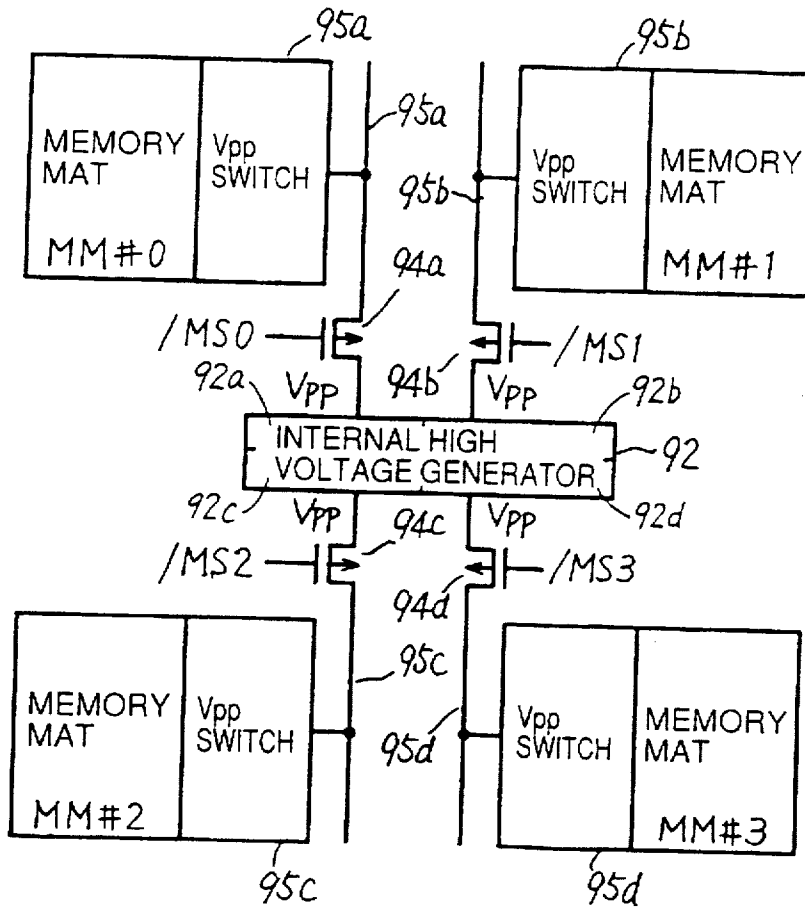 95a
95b
95a
MEMORY
MAT
Vpp
SWITCH
MM#0
95b
Vpp
SWITCH
MEMORY
MAT
MM#1
94a
/MS0
94b
/MS1
Vpp
Vpp
92a
92b
INTERNAL HIGH
VOLTAGE GENERATOR
92
92c
92d
Vpp
Vpp
94c
/MS2
94d
/MS3
95c
95d
MEMORY
MAT
Vpp
SWITCH
MM#2
Vpp
SWITCH
MEMORY
MAT
MM#3
95c
95d